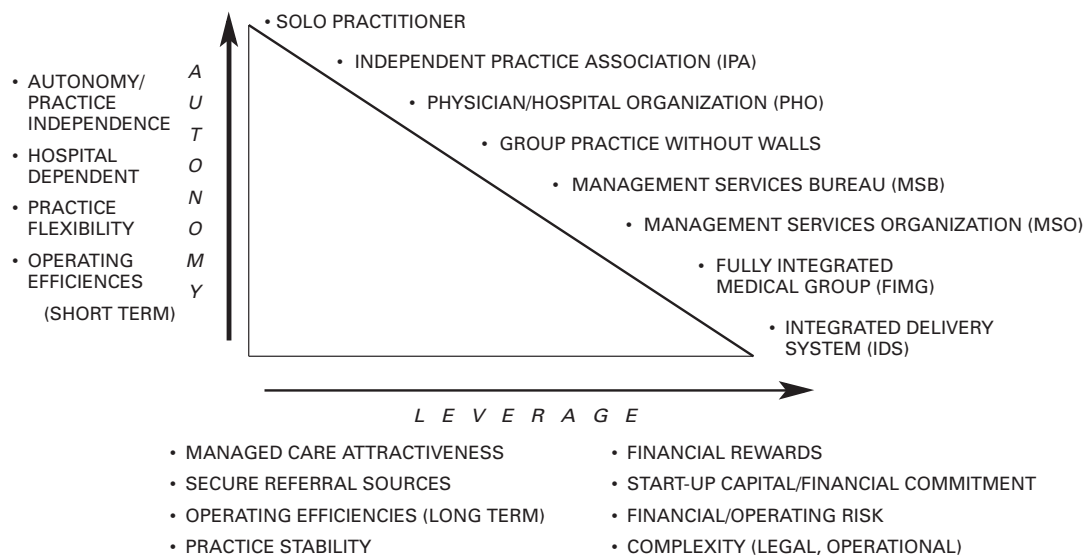 • SOLO PRACTITIONER
• INDEPENDENT PRACTICE ASSOCIATION (IPA)
• PHYSICIAN/HOSPITAL ORGANIZATION (PHO)
• GROUP PRACTICE WITHOUT WALLS
• MANAGEMENT SERVICES BUREAU (MSB)
• MANAGEMENT SERVICES ORGANIZATION (MSO)
• FULLY INTEGRATED
MEDICAL GROUP (FIMG)
• INTEGRATED DELIVERY
SYSTEM (IDS)
• AUTONOMY/
PRACTICE
INDEPENDENCE
• HOSPITAL
DEPENDENT
• PRACTICE
FLEXIBILITY
• OPERATING
EFFICIENCES
(SHORT TERM)
AUTONOMY
LEVERAGE
• MANAGED CARE ATTRACTIVENESS
• SECURE REFERRAL SOURCES
• OPERATING EFFICIENCIES (LONG TERM)
• PRACTICE STABILITY
• FINANCIAL REWARDS
• START-UP CAPITAL/FINANCIAL COMMITMENT
• FINANCIAL/OPERATING RISK
• COMPLEXITY (LEGAL, OPERATIONAL)